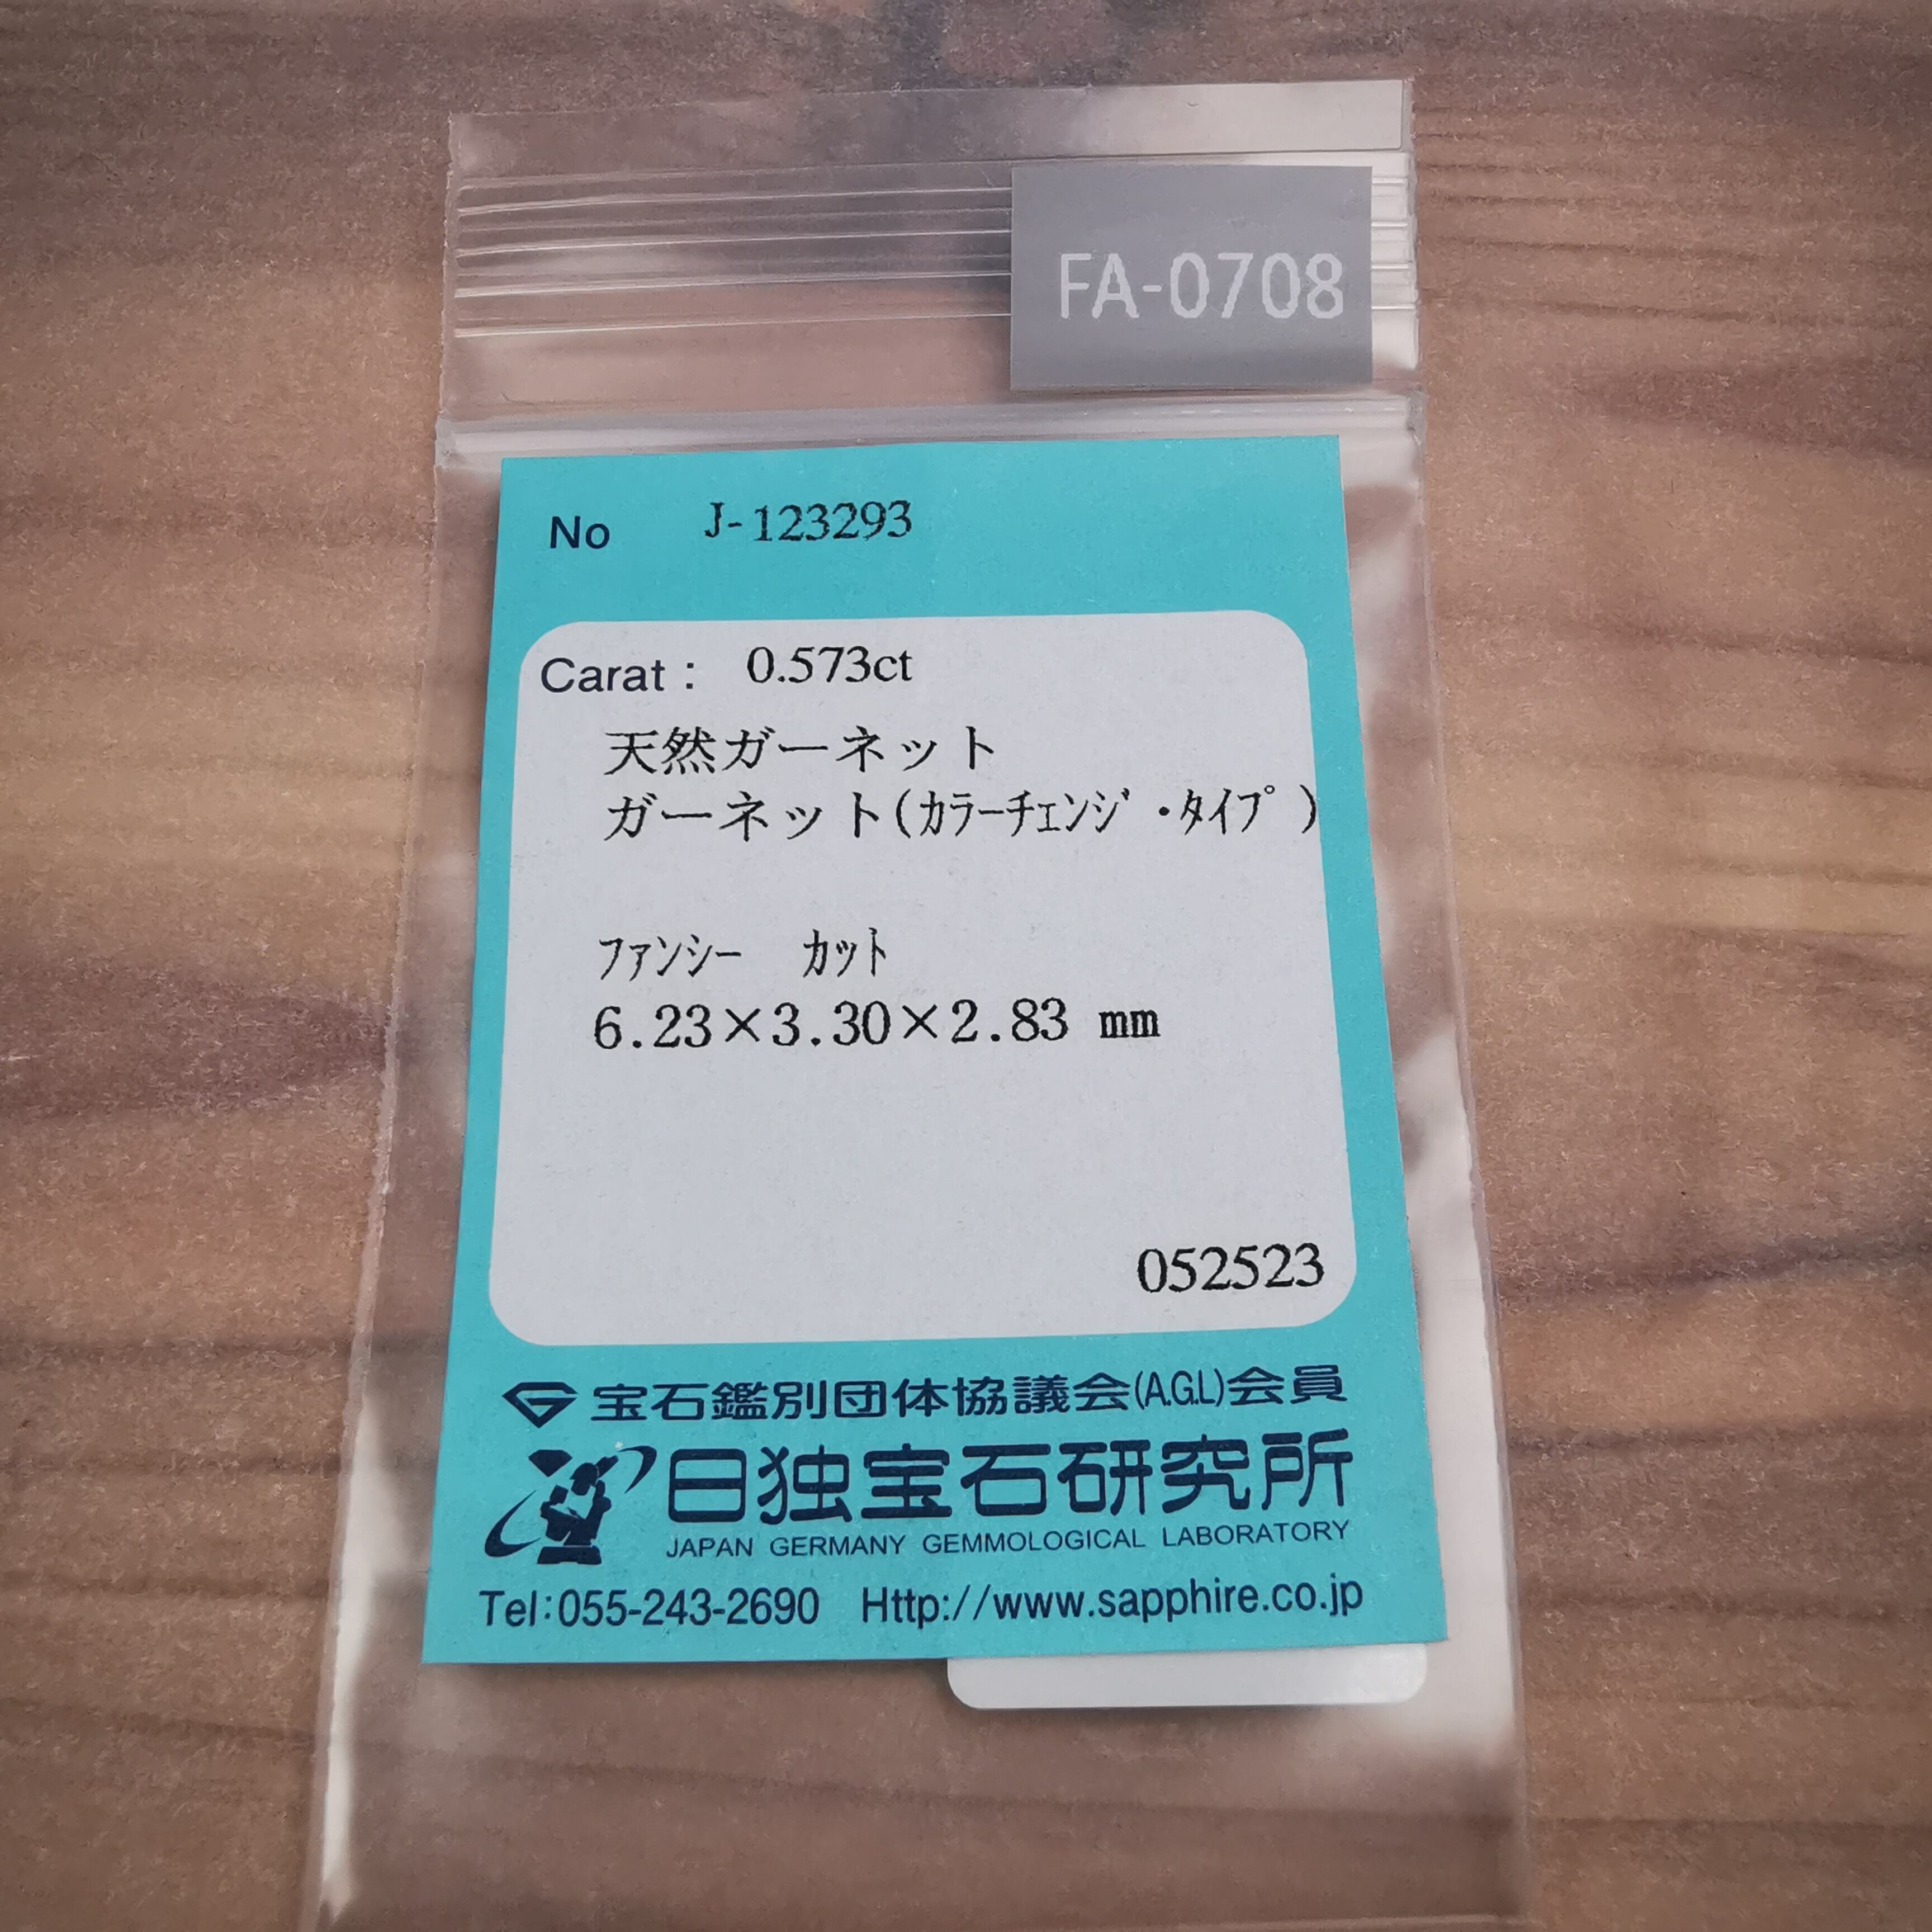 FA-0708
No J-123293
Carat : 0.573ct
天然ガーネット
ガーネット(ｶﾗｰﾁｪﾝｼﾞ・ﾀｲﾌﾟ)
ﾌｧﾝｼｰ ｶｯﾄ
6.23×3.30×2.83 mm
052523
宝石鑑別団体協議会(A.G.L)会員
日独宝石研究所
JAPAN GERMANY GEMMOLOGICAL LABORATORY
Tel:055-243-2690 Http://www.sapphire.co.jp